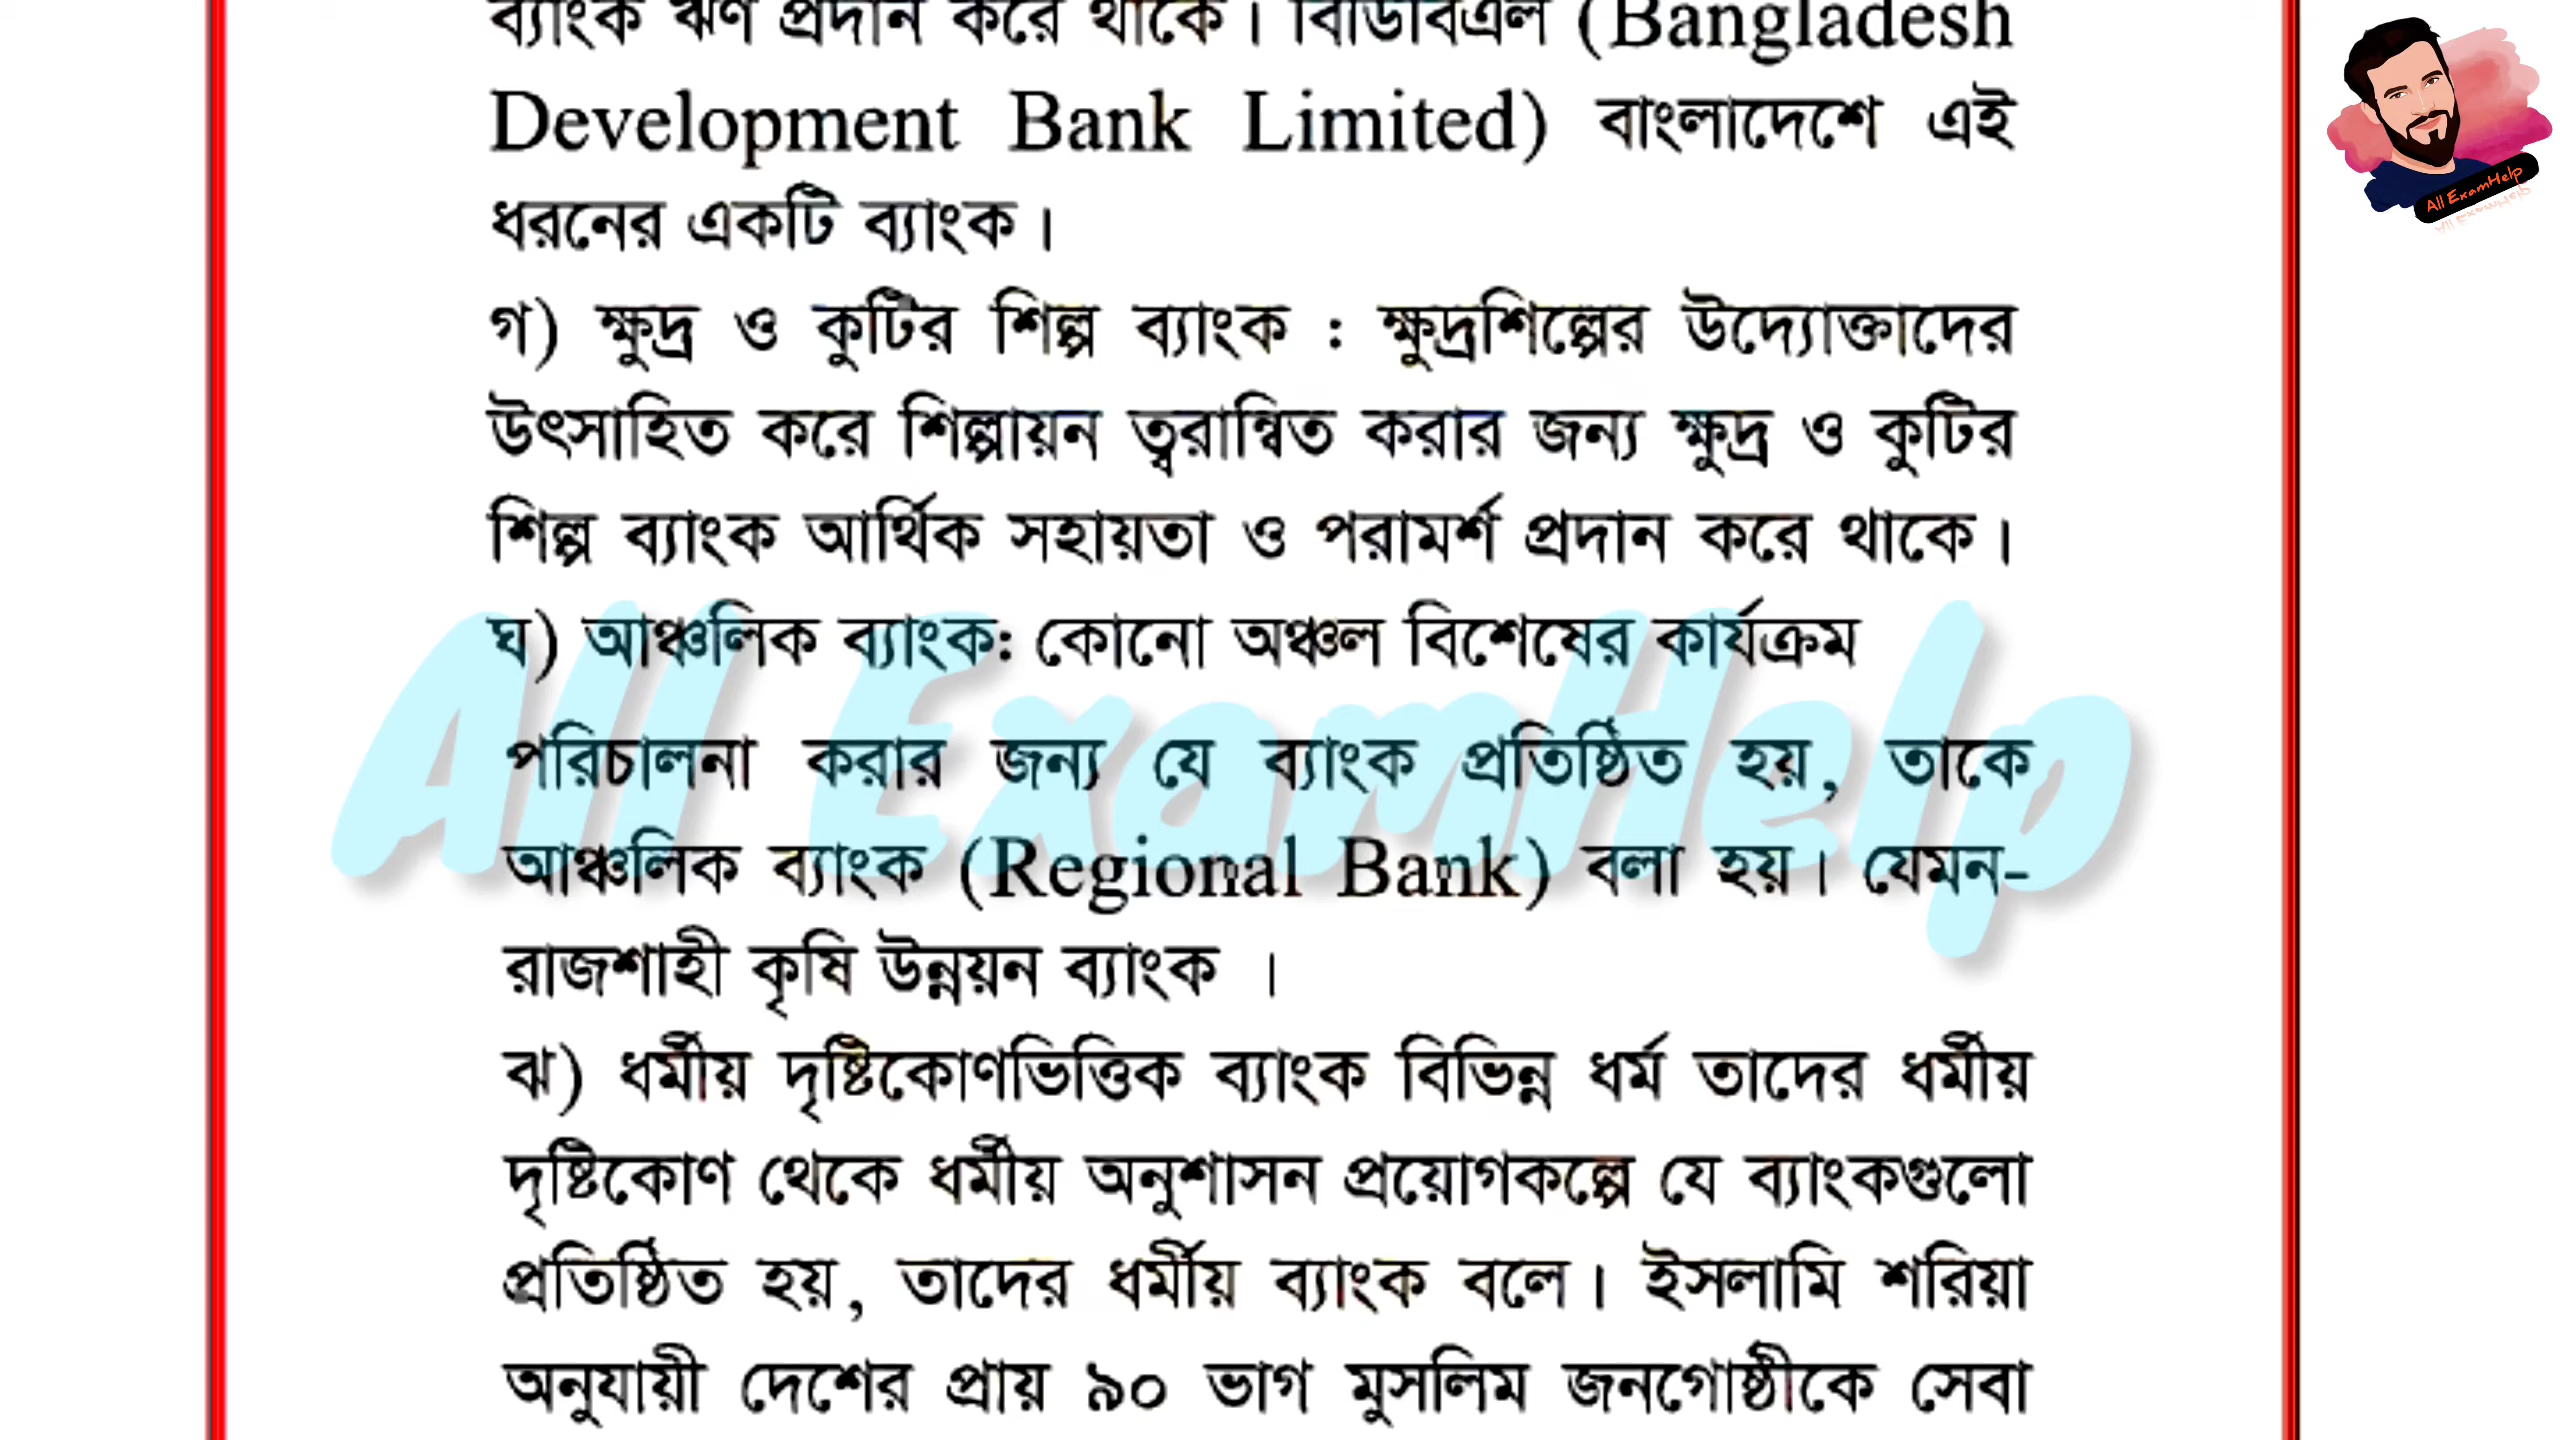 ব্যাংক ঋণ প্রদান করে থাকে। বিডিবিএল (Bangladesh
Development Bank Limited) বাংলাদেশে এই
ধরনের একটি ব্যাংক।
গ) ক্ষুদ্র ও কুটির শিল্প ব্যাংক : ক্ষুদ্রশিল্পের উদ্যোক্তাদের
উৎসাহিত করে শিল্পায়ন ত্বরান্বিত করার জন্য ক্ষুদ্র ও কুটির
শিল্প ব্যাংক আর্থিক সহায়তা ও পরামর্শ প্রদান করে থাকে।
ঘ) আঞ্চলিক ব্যাংক: কোনো অঞ্চল বিশেষের কার্যক্রম
পরিচালনা করার জন্য যে ব্যাংক প্রতিষ্ঠিত হয়, তাকে
আঞ্চলিক ব্যাংক (Regional Bank) বলা হয়। যেমন-
রাজশাহী কৃষি উন্নয়ন ব্যাংক ।
ঝ) ধর্মীয় দৃষ্টিকোণভিত্তিক ব্যাংক বিভিন্ন ধর্ম তাদের ধর্মীয়
দৃষ্টিকোণ থেকে ধর্মীয় অনুশাসন প্রয়োগকল্পে যে ব্যাংকগুলো
প্রতিষ্ঠিত হয়, তাদের ধর্মীয় ব্যাংক বলে। ইসলামি শরিয়া
অনুযায়ী দেশের প্রায় ৯০ ভাগ মুসলিম জনগোষ্ঠীকে সেবা
All ExamHelp
All ExamHelp